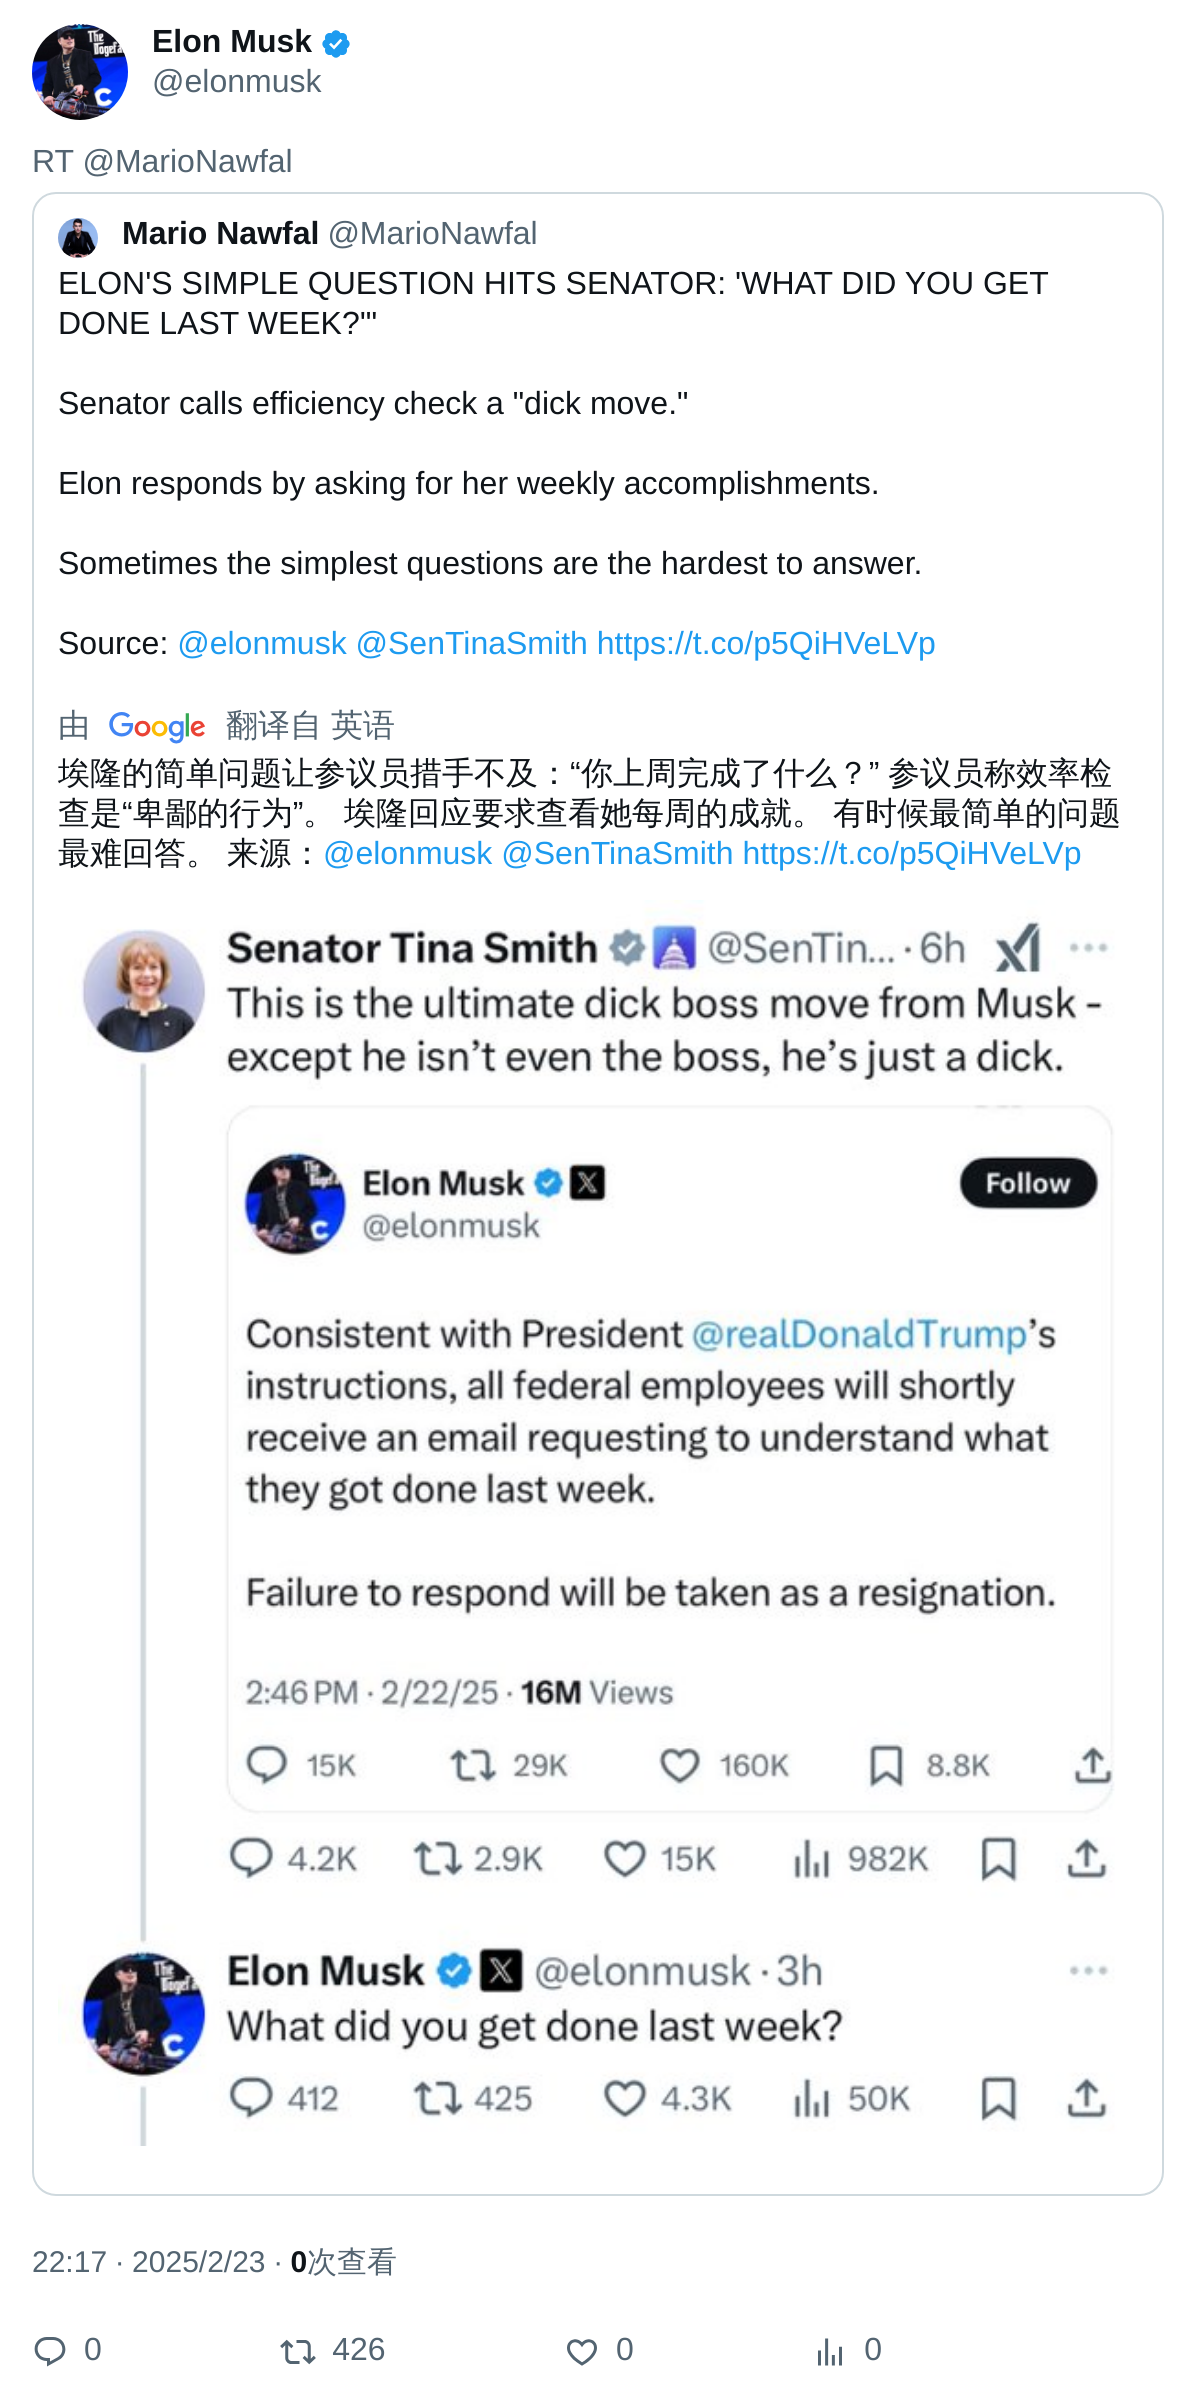 Elon Musk
@elonmusk
RT @MarioNawfal
Mario Nawfal @MarioNawfal
ELON'S SIMPLE QUESTION HITS SENATOR: 'WHAT DID YOU GET
DONE LAST WEEK?'"
Senator calls efficiency check a "dick move."
Elon responds by asking for her weekly accomplishments.
Sometimes the simplest questions are the hardest to answer.
Source: @elonmusk @SenTinaSmith https://t.co/p5QiHVeLVp
由 Google 翻译自 英语
埃隆的简单问题让参议员措手不及：“你上周完成了什么？” 参议员称效率检
查是“卑鄙的行为”。 埃隆回应要求查看她每周的成就。 有时候最简单的问题
最难回答。 来源：@elonmusk @SenTinaSmith https://t.co/p5QiHVeLVp
Senator Tina Smith @SenTin... · 6h
This is the ultimate dick boss move from Musk -
except he isn’t even the boss, he’s just a dick.
Elon Musk
@elonmusk
Follow
Consistent with President @realDonaldTrump’s
instructions, all federal employees will shortly
receive an email requesting to understand what
they got done last week.
Failure to respond will be taken as a resignation.
2:46 PM · 2/22/25 · 16M Views
15K 29K 160K 8.8K
4.2K 2.9K 15K 982K
Elon Musk @elonmusk · 3h
What did you get done last week?
412 425 4.3K 50K
22:17 · 2025/2/23 · 0次查看
0 426 0 0